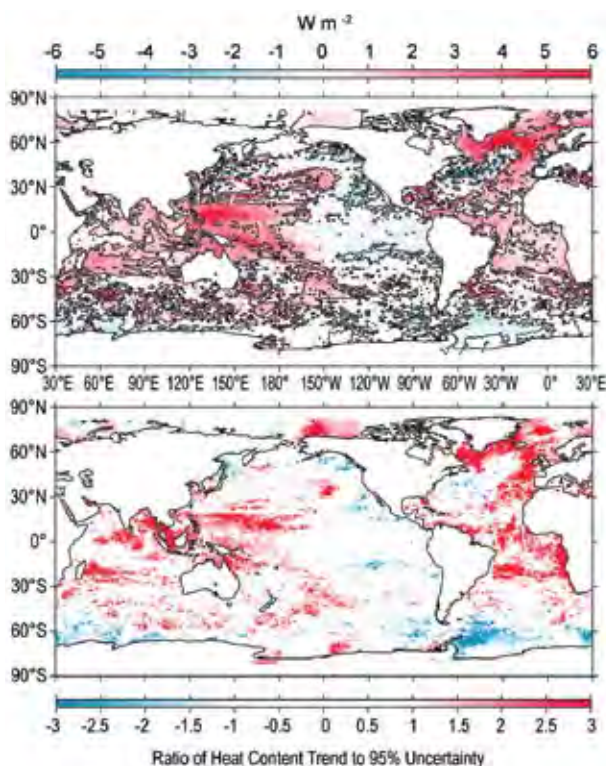 W m -2
-6 -5 -4 -3 -2 -1 0 1 2 3 4 5 6
90°N
60°N
30°N
0°
30°S
60°S
90°S
30°E 60°E 90°E 120°E 150°E 180° 150°W 120°W 90°W 60°W 30°W 0° 30°E
90°N
60°N
30°N
0°
30°S
60°S
90°S
-3 -2.5 -2 -1.5 -1 -0.5 0 0.5 1 1.5 2 2.5 3
Ratio of Heat Content Trend to 95% Uncertainty